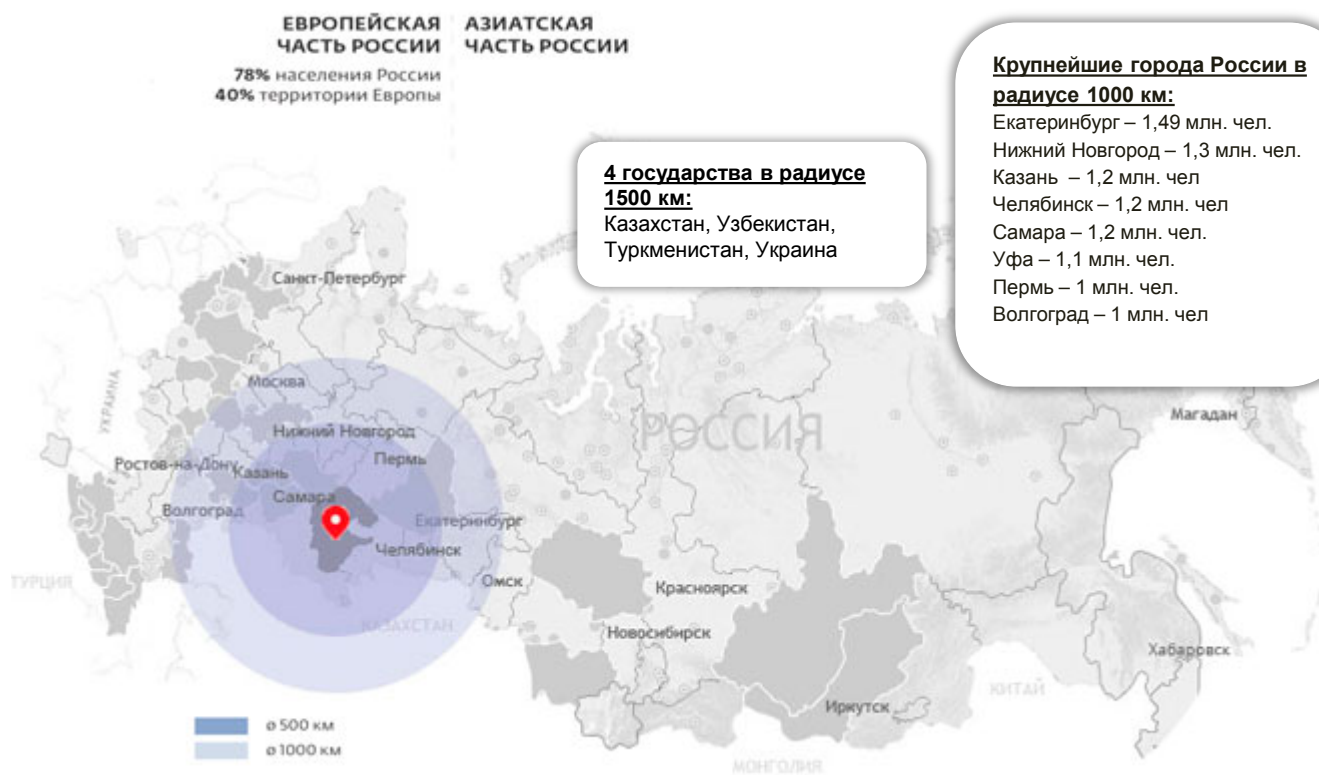 ЕВРОПЕЙСКАЯ
ЧАСТЬ РОССИИ
78% населения России
40% территории Европы
АЗИАТСКАЯ
ЧАСТЬ РОССИИ
Крупнейшие города России в
радиусе 1000 км:
Екатеринбург – 1,49 млн. чел.
Нижний Новгород – 1,3 млн. чел.
Казань – 1,2 млн. чел
Челябинск – 1,2 млн. чел
Самара – 1,2 млн. чел.
Уфа – 1,1 млн. чел.
Пермь – 1 млн. чел.
Волгоград – 1 млн. чел
4 государства в радиусе
1500 км:
Казахстан, Узбекистан,
Туркменистан, Украина
Санкт-Петербург
УКРАИНА
Москва
РОССИЯ
Магадан
Нижний Новгород
Ростов-на-Дону
Казань
Пермь
Самара
Волгоград
Екатеринбург
Челябинск
ТУРЦИЯ
Омск
Красноярск
КАЗАХСТАН
Новосибирск
Хабаровск
КИТАЙ
Иркутск
МОНГОЛИЯ
ø 500 км
ø 1000 км